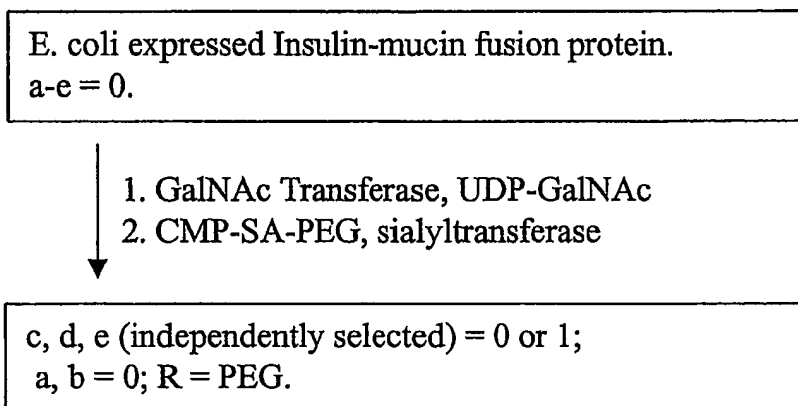 E. coli expressed Insulin-mucin fusion protein.
a-e = 0.
1. GalNAc Transferase, UDP-GalNAc
2. CMP-SA-PEG, sialyltransferase
c, d, e (independently selected) = 0 or 1;
a, b = 0; R = PEG.